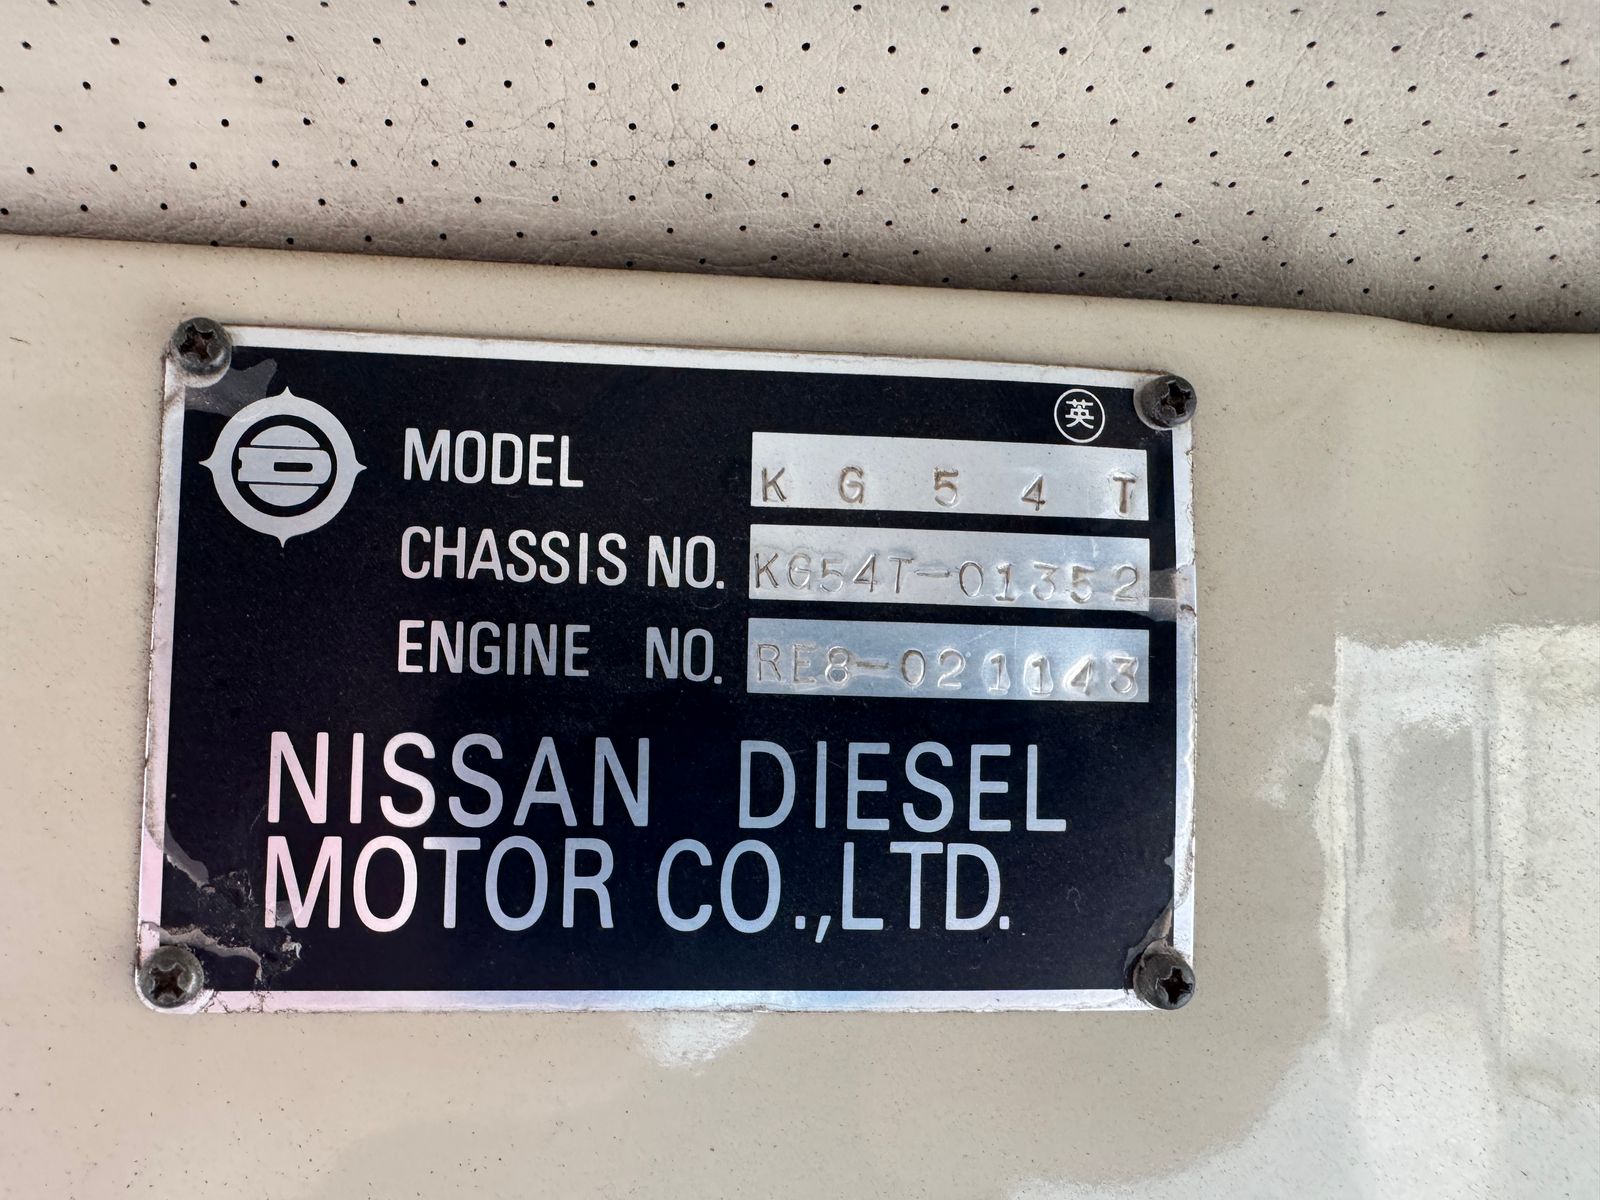 英
MODEL KG54T
CHASSIS NO. KG54T-01352
ENGINE NO. RE8-021143
NISSAN DIESEL
MOTOR CO.,LTD.